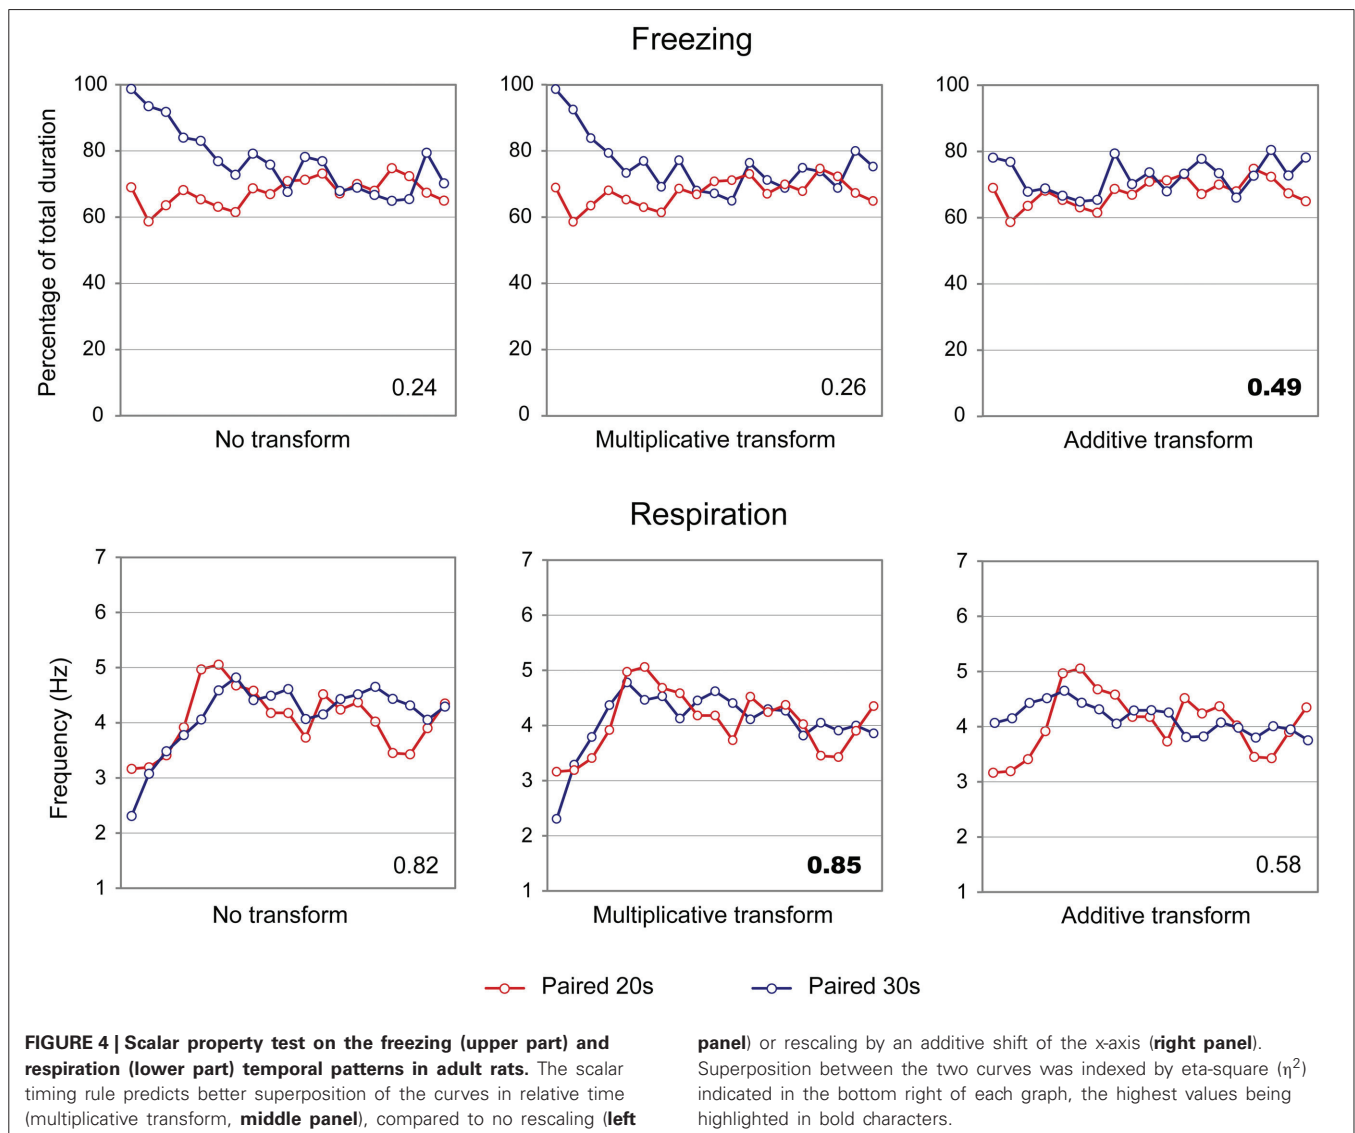 Freezing
Percentage of total duration
100
80
60
40
20
0
0.24
No transform
100
80
60
40
20
0
0.26
Multiplicative transform
100
80
60
40
20
0
0.49
Additive transform
Respiration
Frequency (Hz)
7
6
5
4
3
2
1
0.82
No transform
7
6
5
4
3
2
1
0.85
Multiplicative transform
7
6
5
4
3
2
1
0.58
Additive transform
Paired 20s
Paired 30s
FIGURE 4 | Scalar property test on the freezing (upper part) and
respiration (lower part) temporal patterns in adult rats. The scalar
timing rule predicts better superposition of the curves in relative time
(multiplicative transform, middle panel), compared to no rescaling (left
panel) or rescaling by an additive shift of the x-axis (right panel).
Superposition between the two curves was indexed by eta-square (η²)
indicated in the bottom right of each graph, the highest values being
highlighted in bold characters.